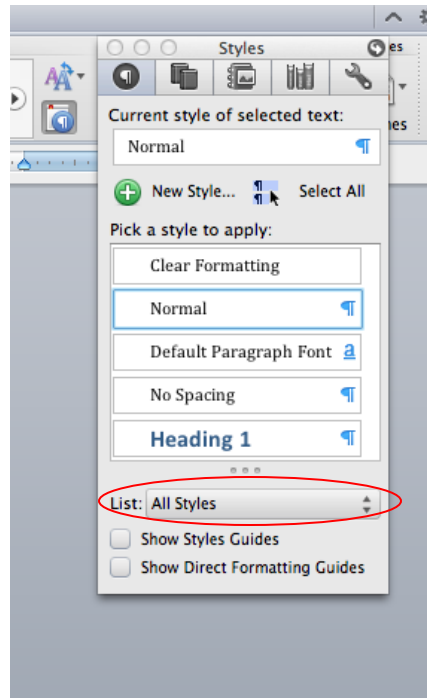 Styles
es
Current style of selected text:
Normal ¶
New Style... Select All
Pick a style to apply:
Clear Formatting
Normal ¶
Default Paragraph Font a
No Spacing ¶
Heading 1 ¶
List: All Styles
Show Styles Guides
Show Direct Formatting Guides